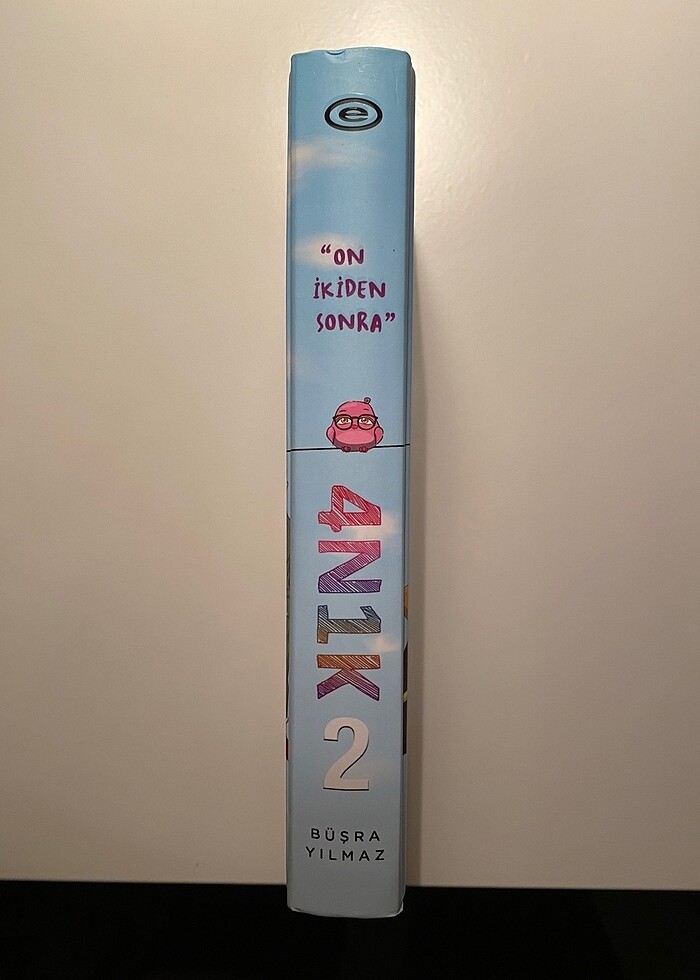 e
“ON
İKİDEN
SONRA”
4N1K
2
BÜŞRA
YILMAZ